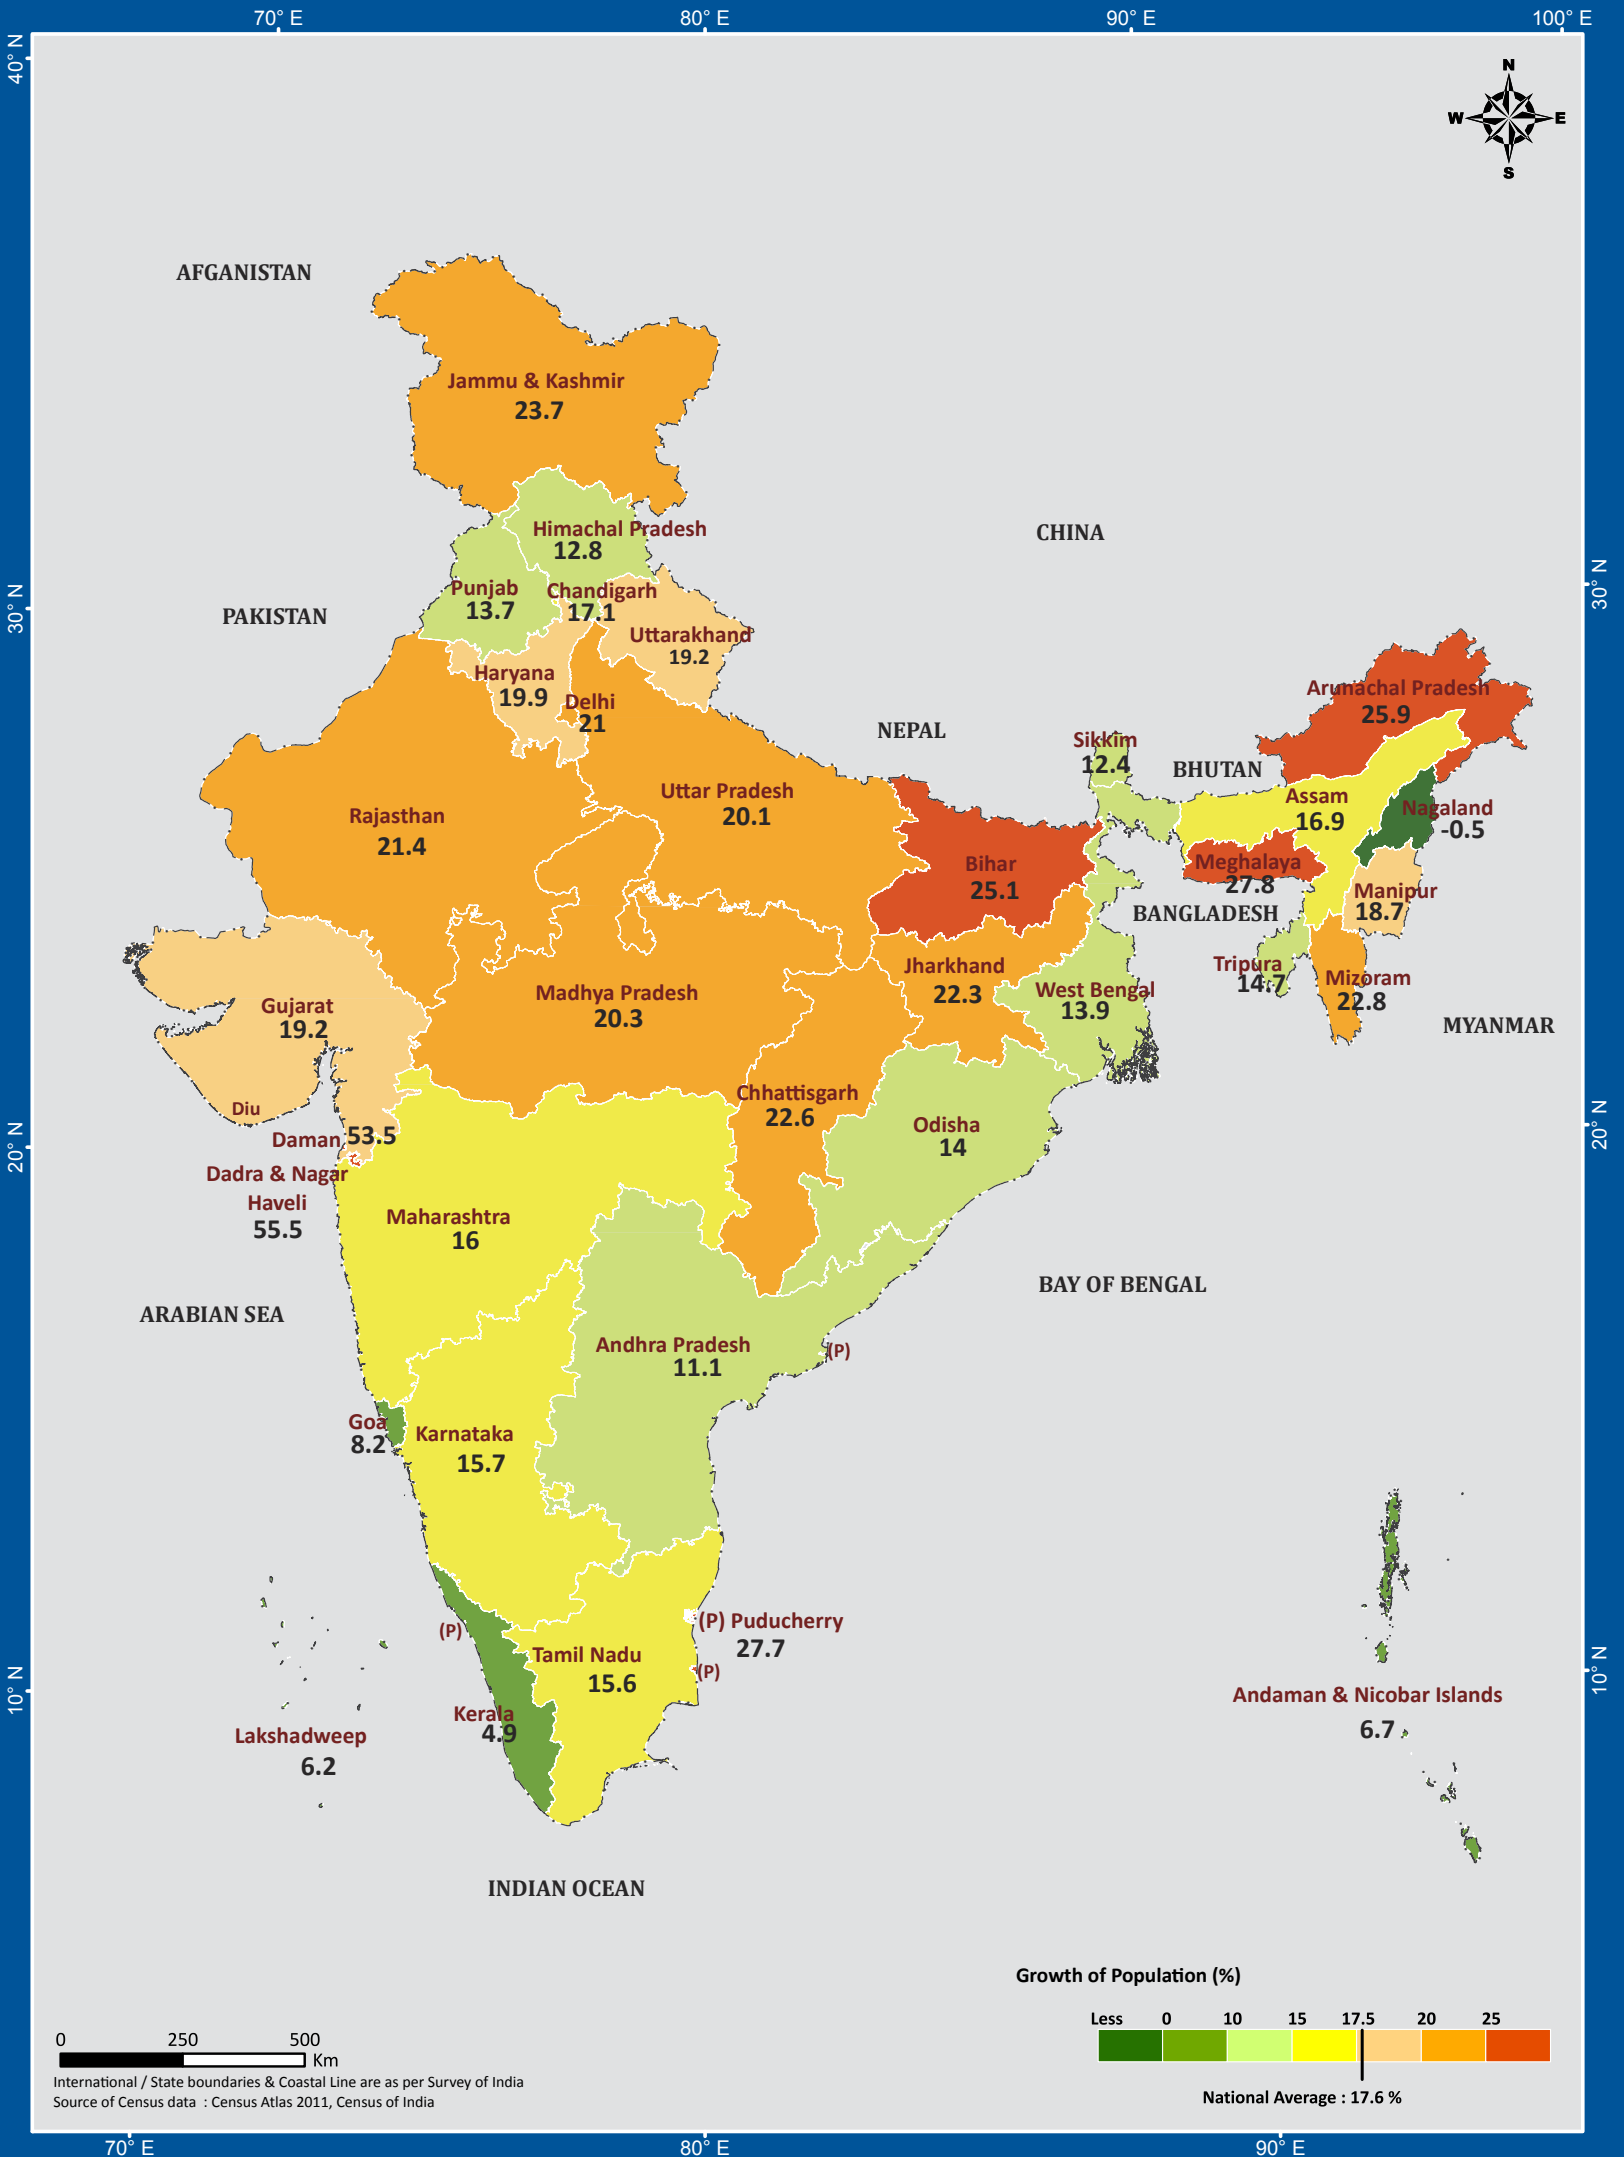 70° E 80° E 90° E 100° E
40° N
N
W E
S
AFGANISTAN
Jammu & Kashmir
23.7
Himachal Pradesh
12.8
CHINA
Punjab
13.7
Chandigarh
17.1
30° N
30° N
PAKISTAN
Uttarakhand
19.2
Haryana
19.9
Delhi
21
Arunachal Pradesh
25.9
NEPAL
Sikkim
12.4
BHUTAN
Uttar Pradesh
20.1
Assam
16.9
Nagaland
-0.5
Rajasthan
21.4
Bihar
25.1
Meghalaya
27.8
Manipur
18.7
BANGLADESH
Tripura
14.7
Jharkhand
22.3
Mizoram
22.8
West Bengal
13.9
Madhya Pradesh
20.3
Gujarat
19.2
MYANMAR
Chhattisgarh
22.6
Diu
Odisha
14
20° N
20° N
Daman 53.5
Dadra & Nagar
Haveli
55.5
Maharashtra
16
BAY OF BENGAL
ARABIAN SEA
Andhra Pradesh
11.1
(P)
Goa
8.2
Karnataka
15.7
(P)
(P) Puducherry
27.7
Tamil Nadu
15.6
(P)
10° N
10° N
Kerala
4.9
Andaman & Nicobar Islands
6.7
Lakshadweep
6.2
INDIAN OCEAN
Growth of Population (%)
Less 0 10 15 17.5 20 25
National Average : 17.6 %
0 250 500
Km
International / State boundaries & Coastal Line are as per Survey of India
Source of Census data : Census Atlas 2011, Census of India
70° E 80° E 90° E